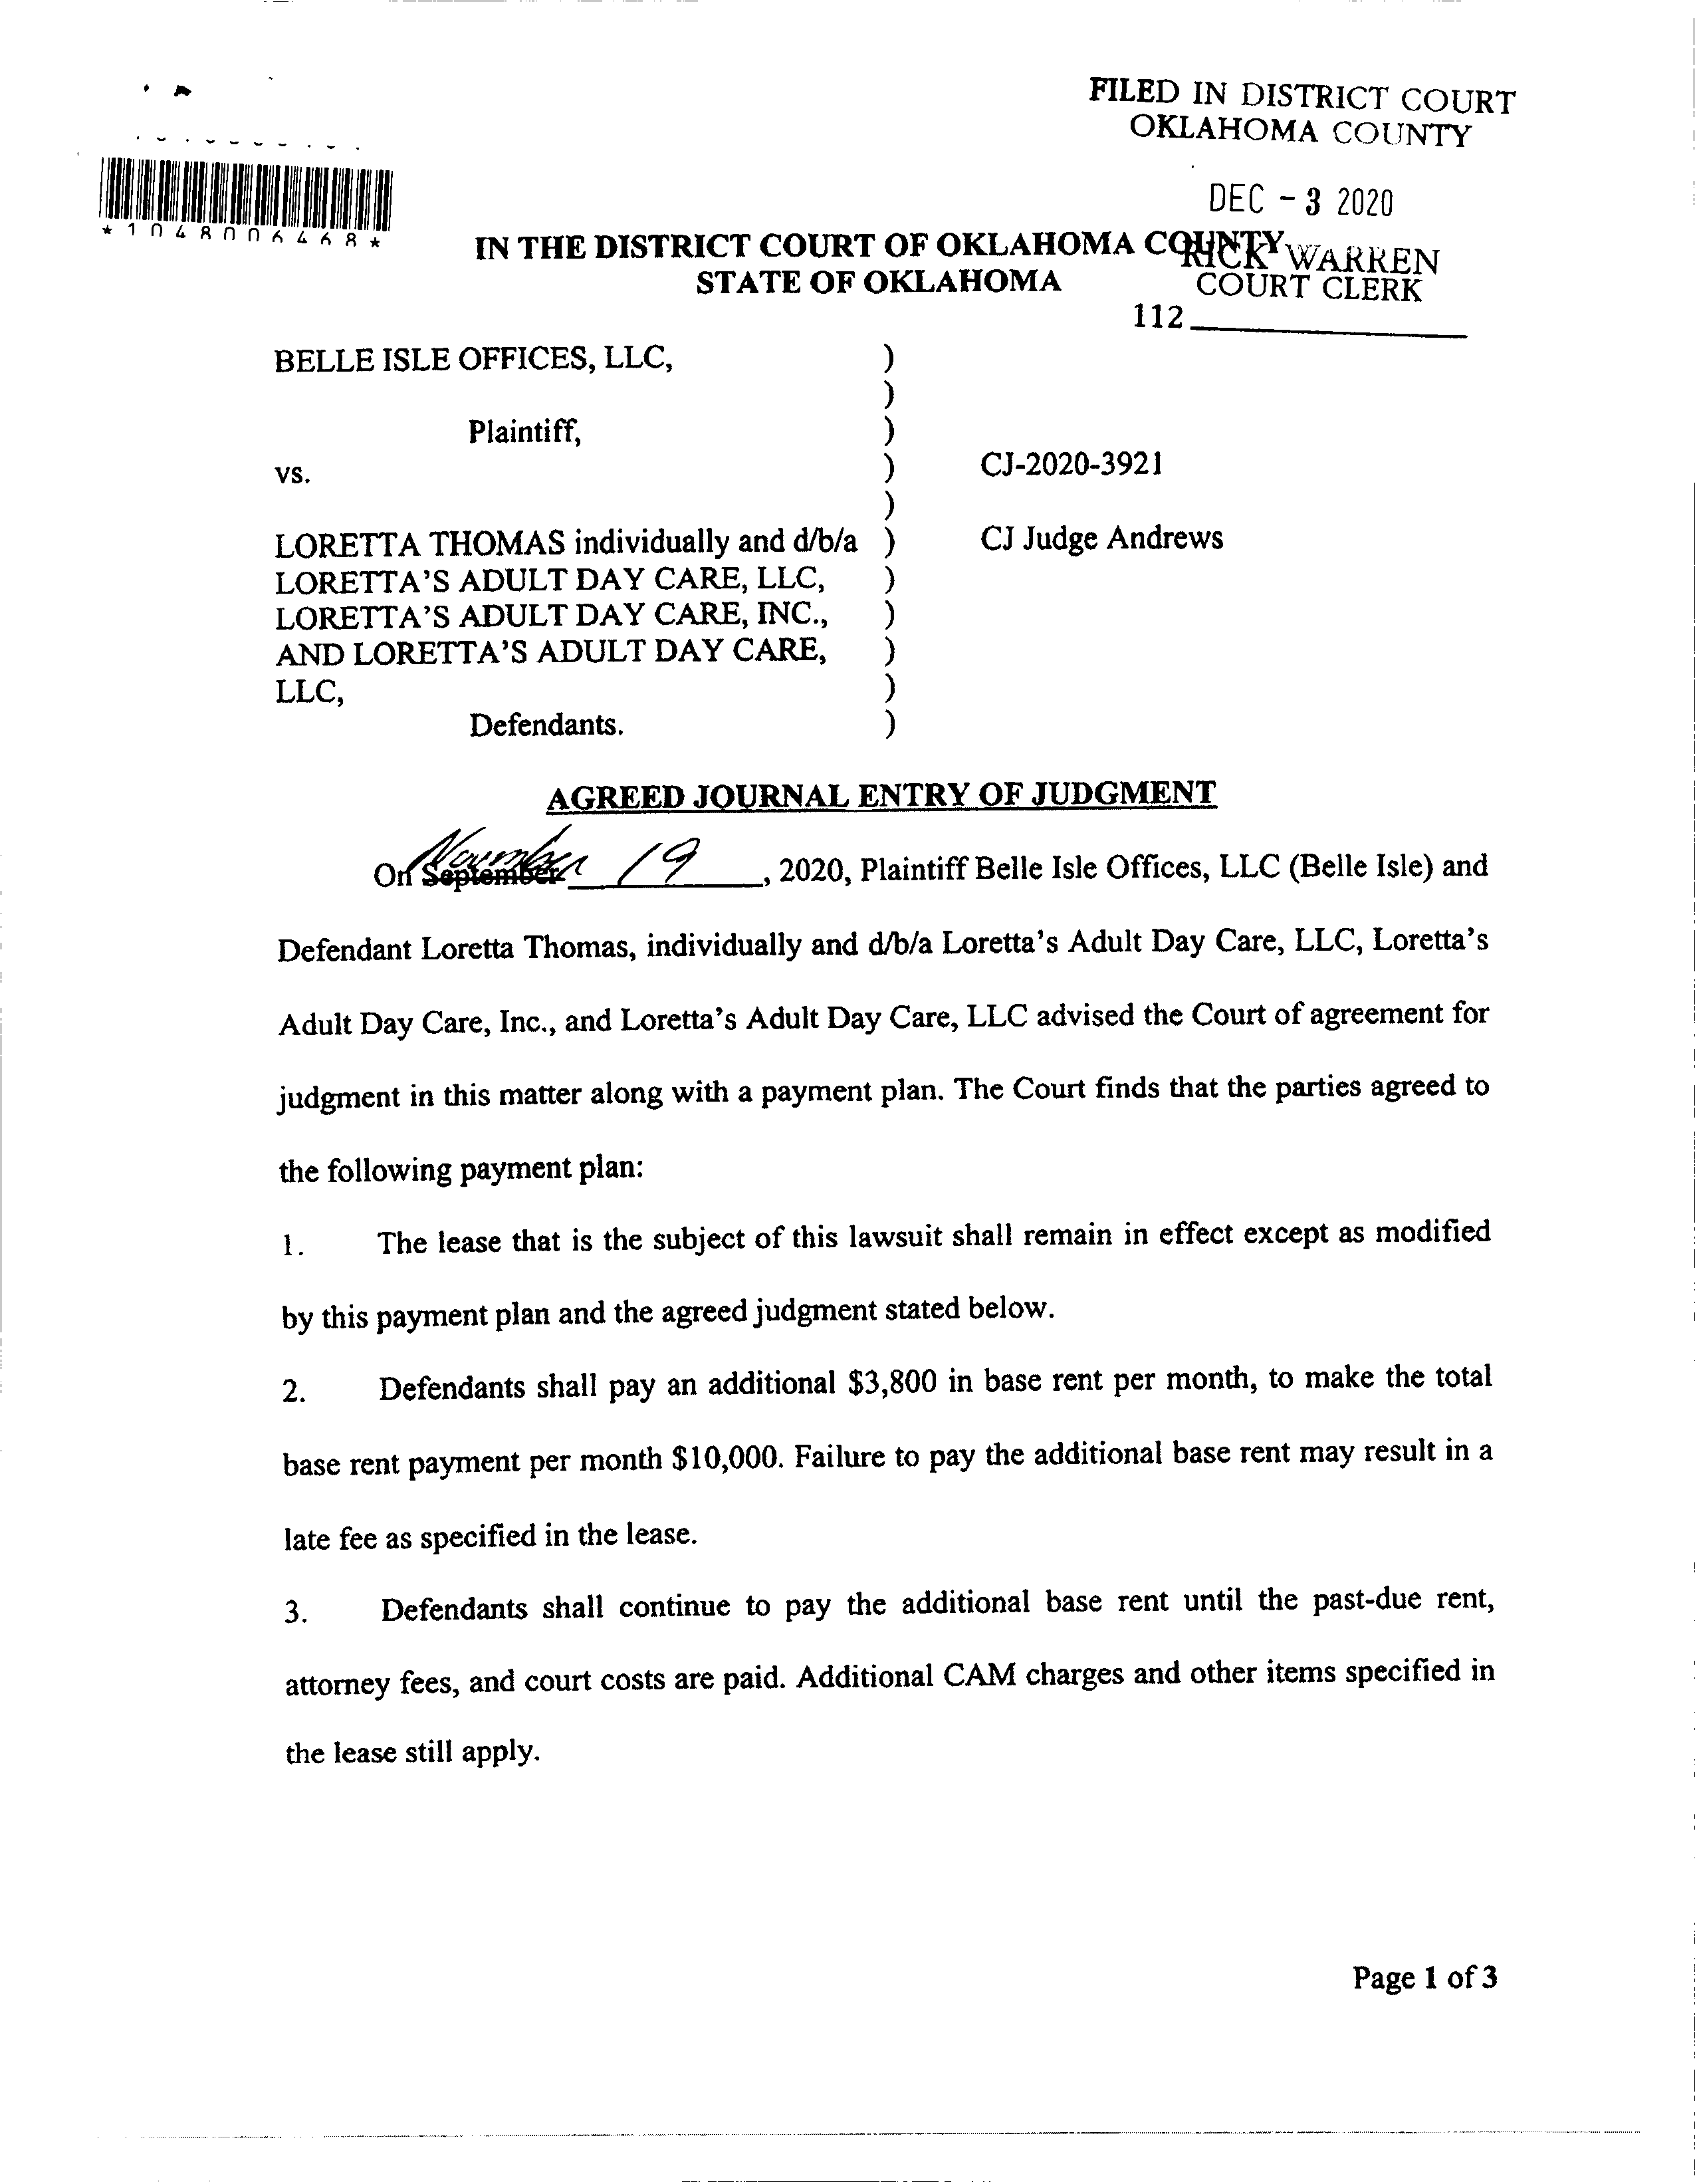 FILED IN DISTRICT COURT
OKLAHOMA COUNTY
DEC - 3 2020
*1048006468*
IN THE DISTRICT COURT OF OKLAHOMA COUNTY
RICK WARREN
STATE OF OKLAHOMA
COURT CLERK
112
BELLE ISLE OFFICES, LLC, )
)
Plaintiff, )
vs. ) CJ-2020-3921
)
LORETTA THOMAS individually and d/b/a ) CJ Judge Andrews
LORETTA'S ADULT DAY CARE, LLC, )
LORETTA'S ADULT DAY CARE, INC., )
AND LORETTA'S ADULT DAY CARE, )
LLC, )
Defendants. )
AGREED JOURNAL ENTRY OF JUDGMENT
On September November 19, 2020, Plaintiff Belle Isle Offices, LLC (Belle Isle) and
Defendant Loretta Thomas, individually and d/b/a Loretta's Adult Day Care, LLC, Loretta's
Adult Day Care, Inc., and Loretta's Adult Day Care, LLC advised the Court of agreement for
judgment in this matter along with a payment plan. The Court finds that the parties agreed to
the following payment plan:
1. The lease that is the subject of this lawsuit shall remain in effect except as modified
by this payment plan and the agreed judgment stated below.
2. Defendants shall pay an additional $3,800 in base rent per month, to make the total
base rent payment per month $10,000. Failure to pay the additional base rent may result in a
late fee as specified in the lease.
3. Defendants shall continue to pay the additional base rent until the past-due rent,
attorney fees, and court costs are paid. Additional CAM charges and other items specified in
the lease still apply.
Page 1 of 3